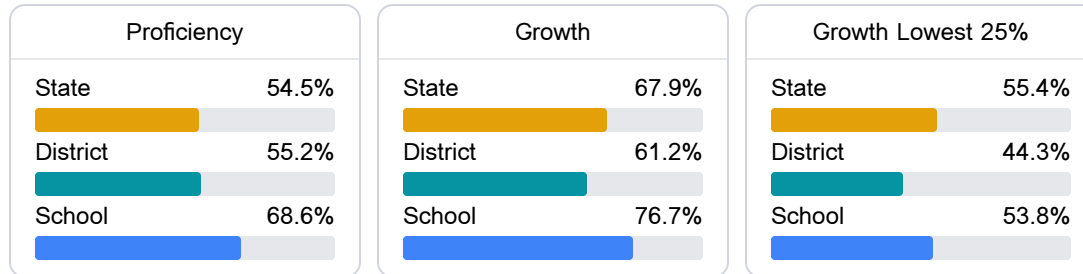 Proficiency
State 54.5%
District 55.2%
School 68.6%
Growth
State 67.9%
District 61.2%
School 76.7%
Growth Lowest 25%
State 55.4%
District 44.3%
School 53.8%